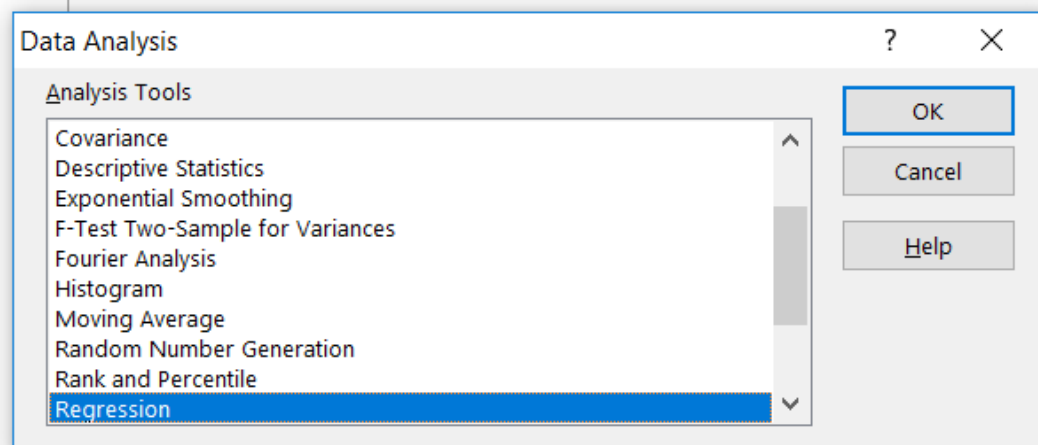 Data Analysis
?
Analysis Tools
Covariance
Descriptive Statistics
Exponential Smoothing
F-Test Two-Sample for Variances
Fourier Analysis
Histogram
Moving Average
Random Number Generation
Rank and Percentile
Regression
OK
Cancel
Help